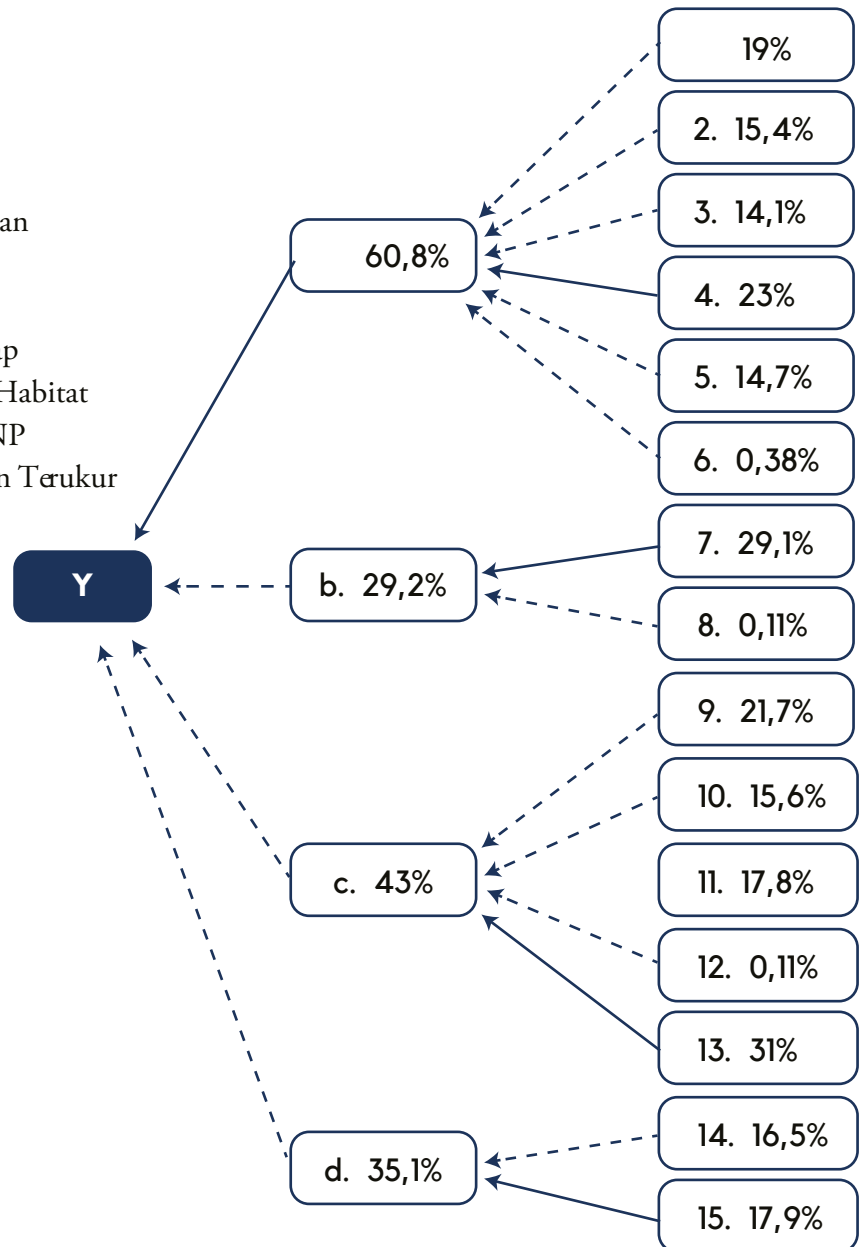 19%
2. 15,4%
3. 14,1%
an
60,8%
4. 23%
ap
5. 14,7%
Habitat
NP
6. 0,38%
n Terukur
7. 29,1%
Y
b. 29,2%
8. 0,11%
9. 21,7%
10. 15,6%
c. 43%
11. 17,8%
12. 0,11%
13. 31%
14. 16,5%
d. 35,1%
15. 17,9%